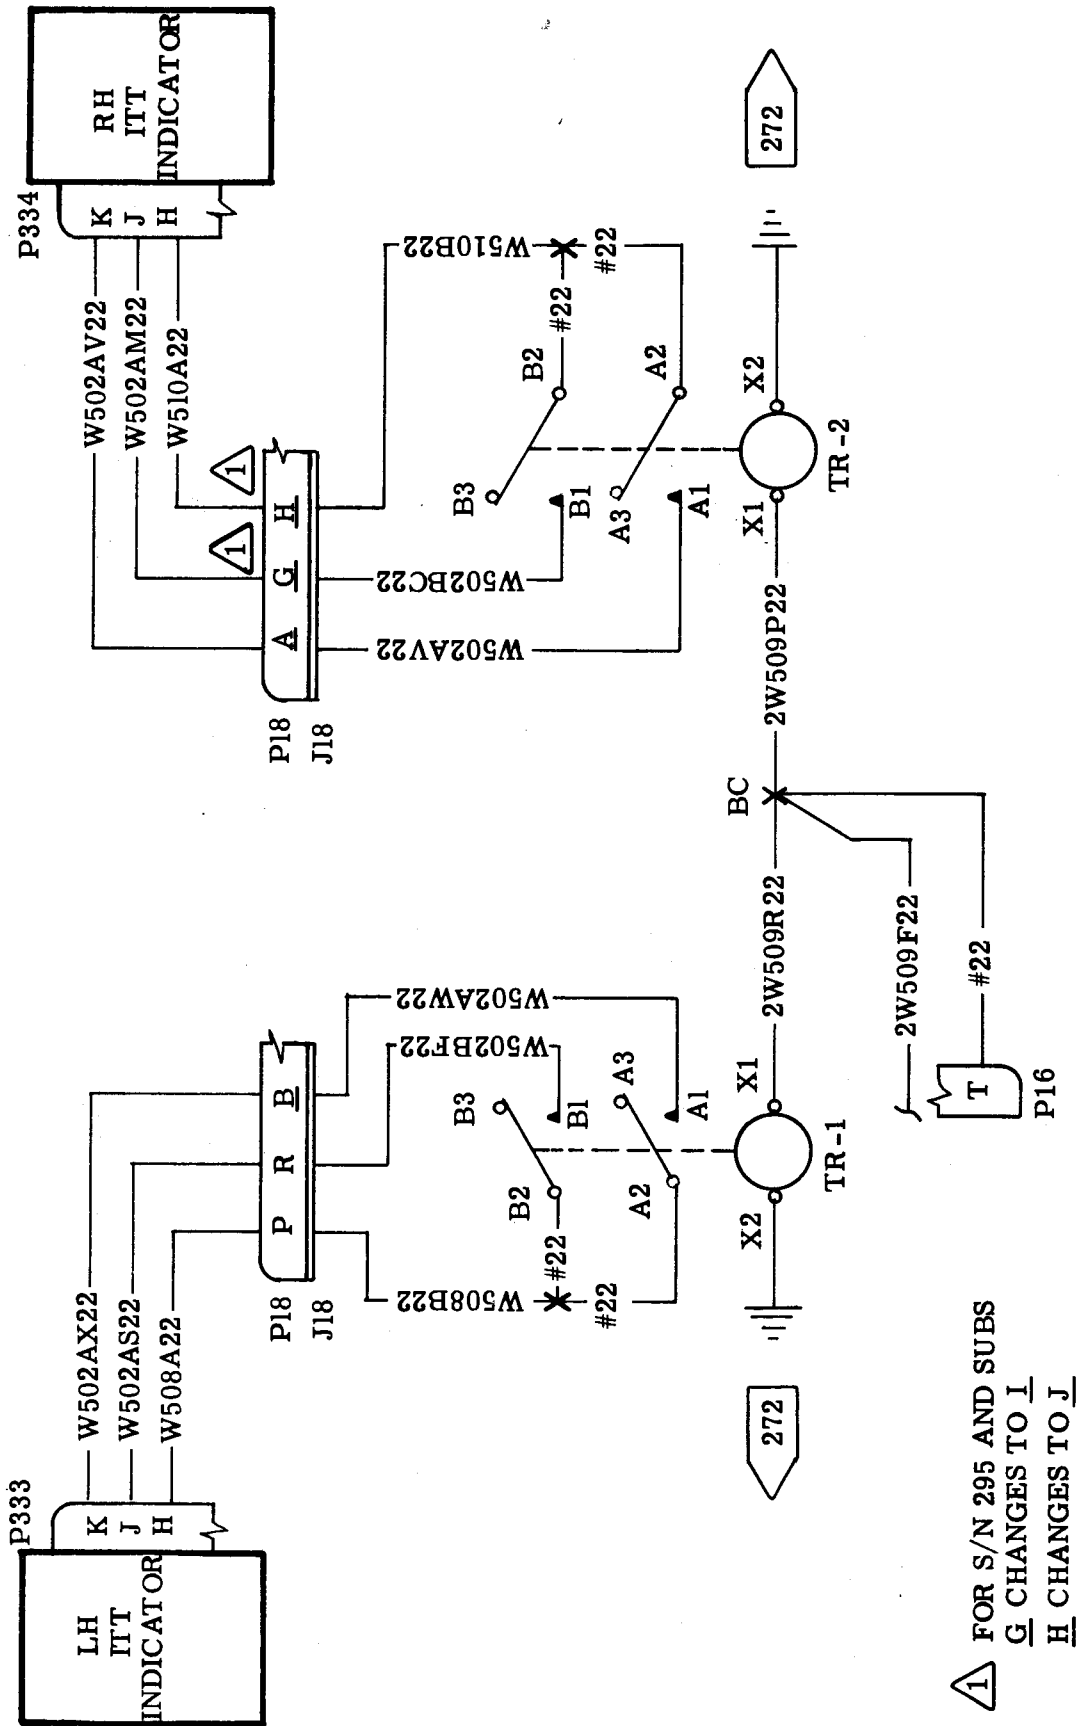 LH
ITT
INDICATOR
P333
K
J
H
W502AX22
W502AS22
W508A22
P18
J18
P
R
B
W508B22
W502BF22
W502AW22
#22
#22
B2
B3
B1
A2
A3
A1
X2
X1
TR-1
272
2W509R22
BC
2W509P22
2W509F22
#22
T
P16
RH
ITT
INDICATOR
P334
K
J
H
W502AV22
W502AM22
W510A22
1
1
P18
J18
A
G
H
W502AV22
W502BC22
W510B22
#22
#22
B3
B2
B1
A3
A2
A1
X1
X2
TR-2
272
1 FOR S/N 295 AND SUBS
G CHANGES TO I
H CHANGES TO J